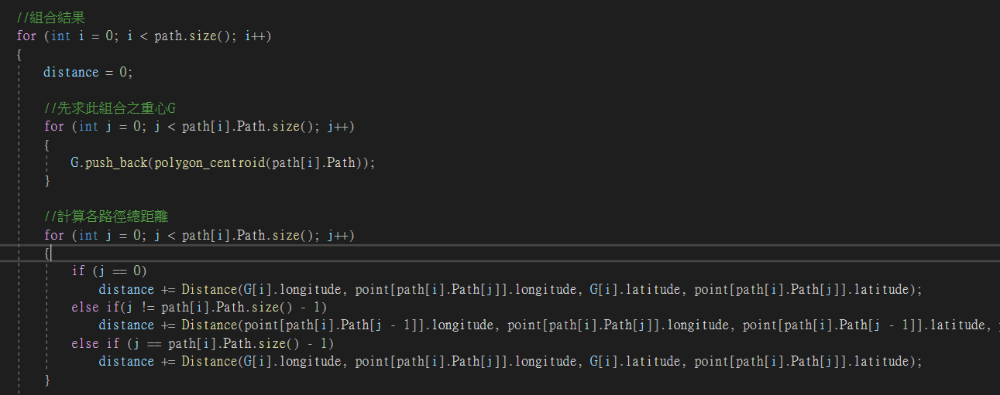 //組合結果
for (int i = 0; i < path.size(); i++)
{
distance = 0;
//先求此組合之重心G
for (int j = 0; j < path[i].Path.size(); j++)
{
G.push_back(polygon_centroid(path[i].Path));
}
//計算各路徑總距離
for (int j = 0; j < path[i].Path.size(); j++)
{
if (j == 0)
distance += Distance(G[i].longitude, point[path[i].Path[j]].longitude, G[i].latitude, point[path[i].Path[j]].latitude);
else if(j != path[i].Path.size() - 1)
distance += Distance(point[path[i].Path[j - 1]].longitude, point[path[i].Path[j]].longitude, point[path[i].Path[j - 1]].latitude,
else if (j == path[i].Path.size() - 1)
distance += Distance(G[i].longitude, point[path[i].Path[j]].longitude, G[i].latitude, point[path[i].Path[j]].latitude);
}